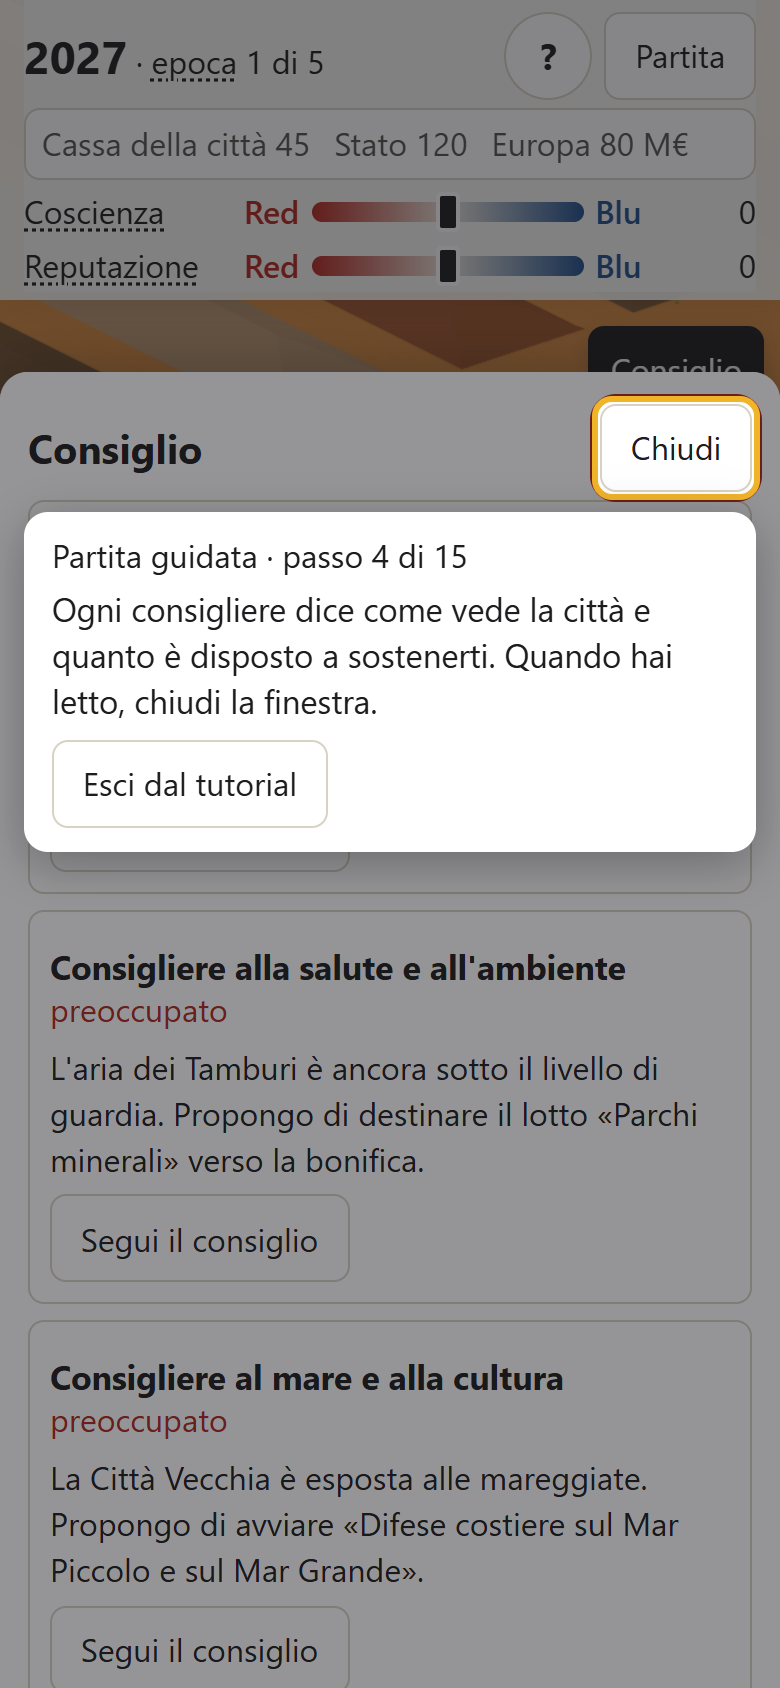 2027 · epoca 1 di 5
?
Partita
Cassa della città 45 Stato 120 Europa 80 M€
Coscienza Red Blu 0
Reputazione Red Blu 0
Consiglio
Consiglio
Chiudi
Partita guidata · passo 4 di 15
Ogni consigliere dice come vede la città e
quanto è disposto a sostenerti. Quando hai
letto, chiudi la finestra.
Esci dal tutorial
Consigliere alla salute e all'ambiente
preoccupato
L'aria dei Tamburi è ancora sotto il livello di
guardia. Propongo di destinare il lotto «Parchi
minerali» verso la bonifica.
Segui il consiglio
Consigliere al mare e alla cultura
preoccupato
La Città Vecchia è esposta alle mareggiate.
Propongo di avviare «Difese costiere sul Mar
Piccolo e sul Mar Grande».
Segui il consiglio